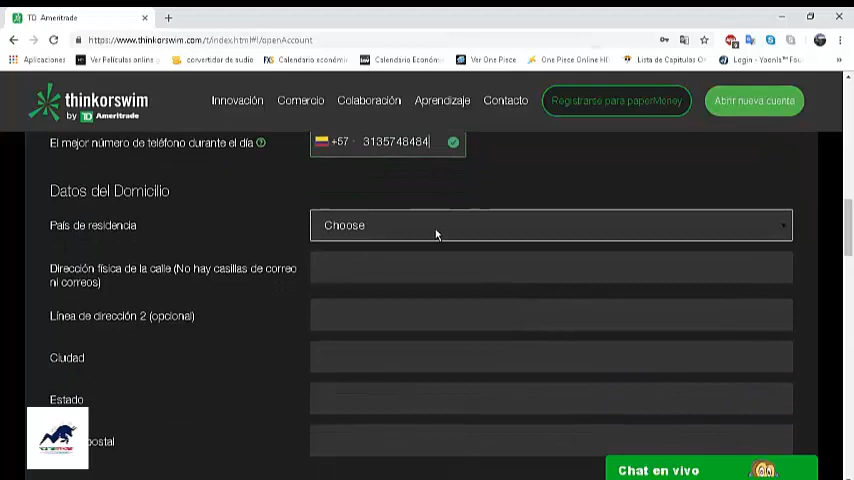 TD Ameritrade
https://www.thinkorswim.com/t/index.html#!/openAccount
Aplicaciones
Ver Películas online
convertidor de audio
Calendario económi
Calendario Económ
Ver One Piece
One Piece Online H
Lista de Capitulos O
thinkorswim
by TD Ameritrade
Innovación
Comercio
Colaboración
Aprendizaje
Contacto
Registrarse para paperMoney
Abrir nueva cuenta
El mejor número de teléfono durante el día
+57
3135748484
Datos del Domicilio
País de residencia
Choose
Dirección física de la calle (No hay casillas de correo
ni correos)
Línea de dirección 2 (opcional)
Ciudad
Estado
postal
Chat en vivo